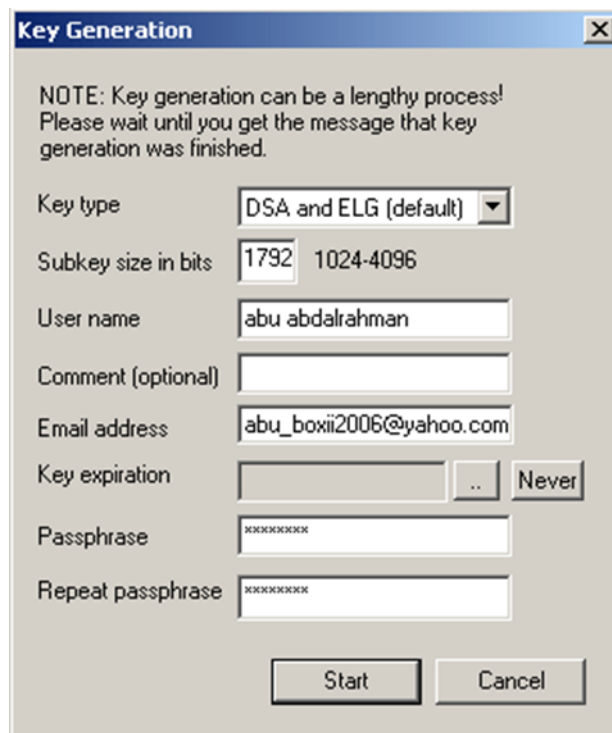 Key Generation
NOTE: Key generation can be a lengthy process!
Please wait until you get the message that key
generation was finished.
Key type DSA and ELG (default)
Subkey size in bits 1792 1024-4096
User name abu abdalrahman
Comment (optional)
Email address abu_boxii2006@yahoo.com
Key expiration .. Never
Passphrase ********
Repeat passphrase ********
Start Cancel